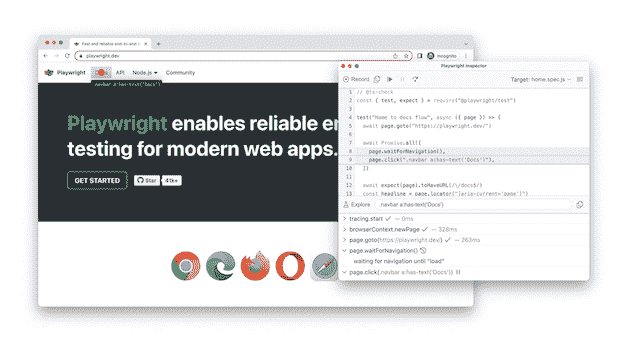 Fast and reliable end-to-end
playwright.dev
Incognito
Playwright
Docs
API
Node.js
Community
.navbar a:has-text('Docs')
Playwright enables reliable en
testing for modern web apps.
GET STARTED
Star
41k+
Playwright Inspector
Record
Target: home.spec.js
1 // @ts-check
2 const { test, expect } = require("@playwright/test")
3
4 test("Home to docs flow", async ({ page }) => {
5 await page.goto("https://playwright.dev/")
6
7 await Promise.all([
8 page.waitForNavigation(),
9 page.click(".navbar a:has-text('Docs')"),
10 ])
11
12 await expect(page).toHaveURL(/\/docs$/)
13 const headline = page.locator("[aria-current='page']")
Explore
.navbar a:has-text('Docs')
tracing.start ✓ — 0ms
browserContext.newPage ✓ — 328ms
page.goto(https://playwright.dev/) ✓ — 263ms
page.waitForNavigation()
waiting for navigation until "load"
page.click(.navbar a:has-text('Docs'))